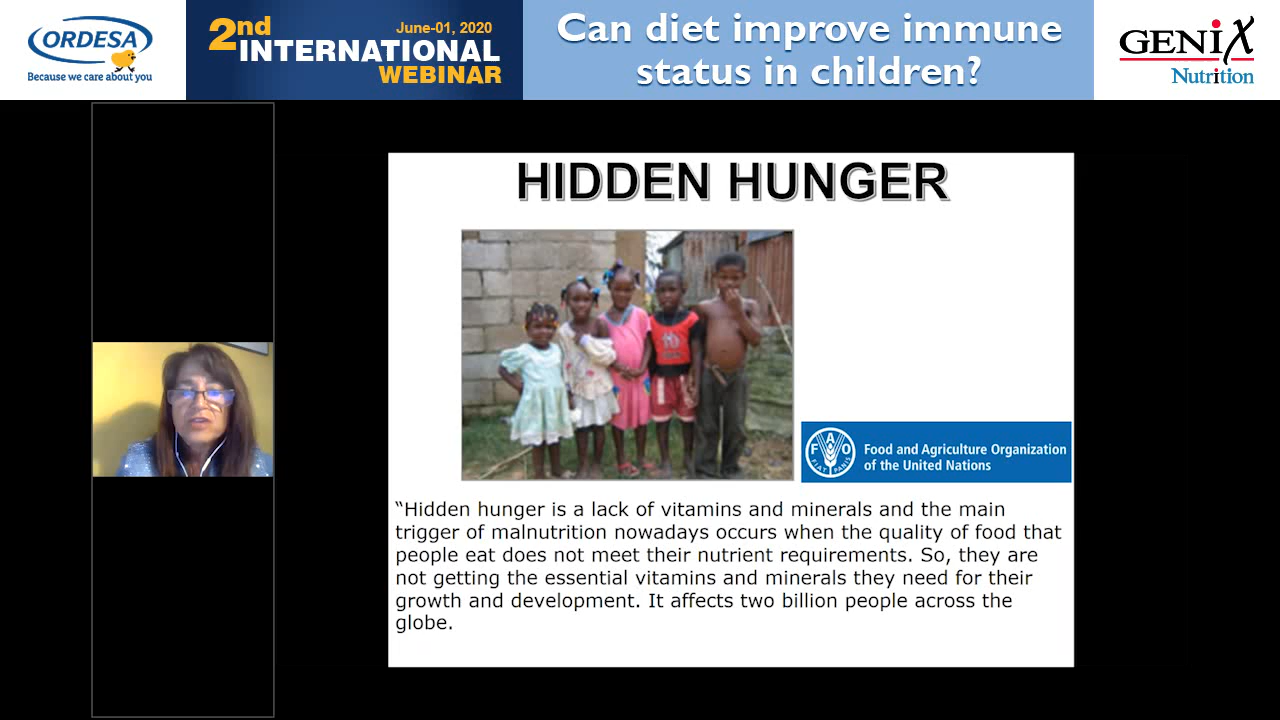 ORDESA
Because we care about you
2nd
June-01, 2020
INTERNATIONAL
WEBINAR
Can diet improve immune
status in children?
GENiX
Nutrition
HIDDEN HUNGER
F A O
FIAT PANIS
Food and Agriculture Organization
of the United Nations
“Hidden hunger is a lack of vitamins and minerals and the main
trigger of malnutrition nowadays occurs when the quality of food that
people eat does not meet their nutrient requirements. So, they are
not getting the essential vitamins and minerals they need for their
growth and development. It affects two billion people across the
globe.